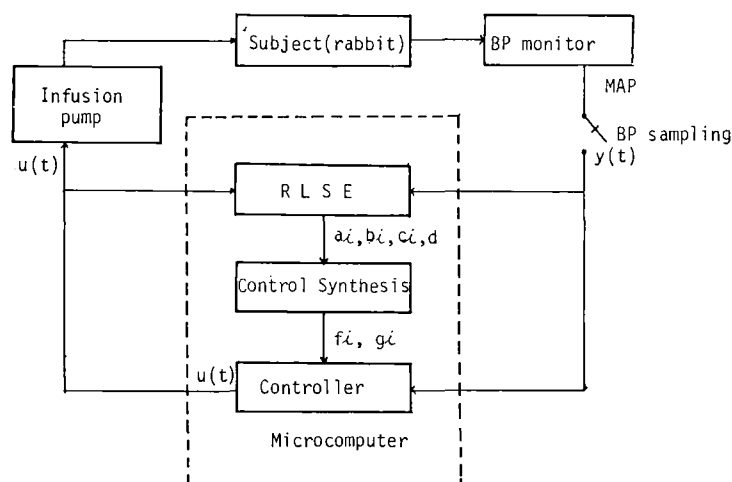 Subject(rabbit)
BP monitor
Infusion
pump
MAP
BP sampling
u(t)
y(t)
R L S E
ai,bi,ci,d
Control Synthesis
fi, gi
u(t)
Controller
Microcomputer